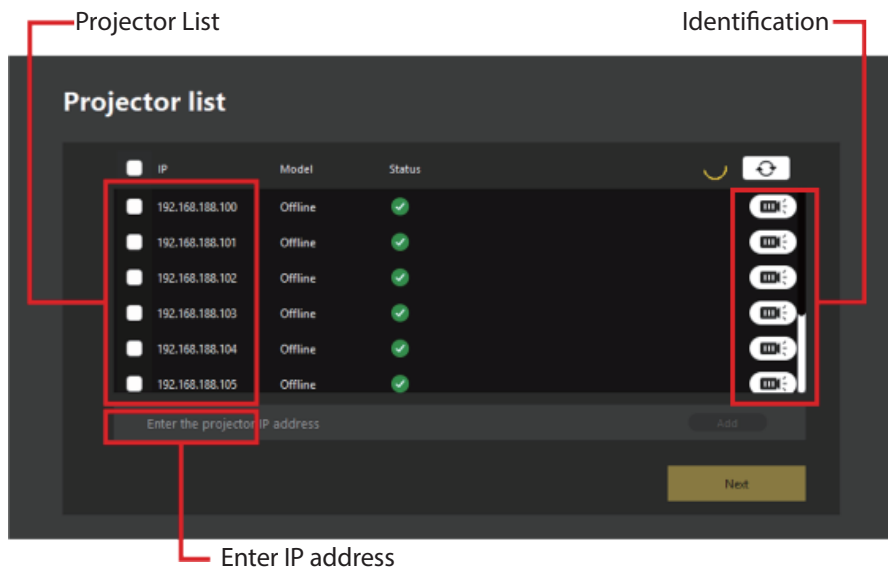 Projector List
Identification
Projector list
IP Model Status
192.168.188.100 Offline
192.168.188.101 Offline
192.168.188.102 Offline
192.168.188.103 Offline
192.168.188.104 Offline
192.168.188.105 Offline
Enter the projector IP address Add
Next
Enter IP address